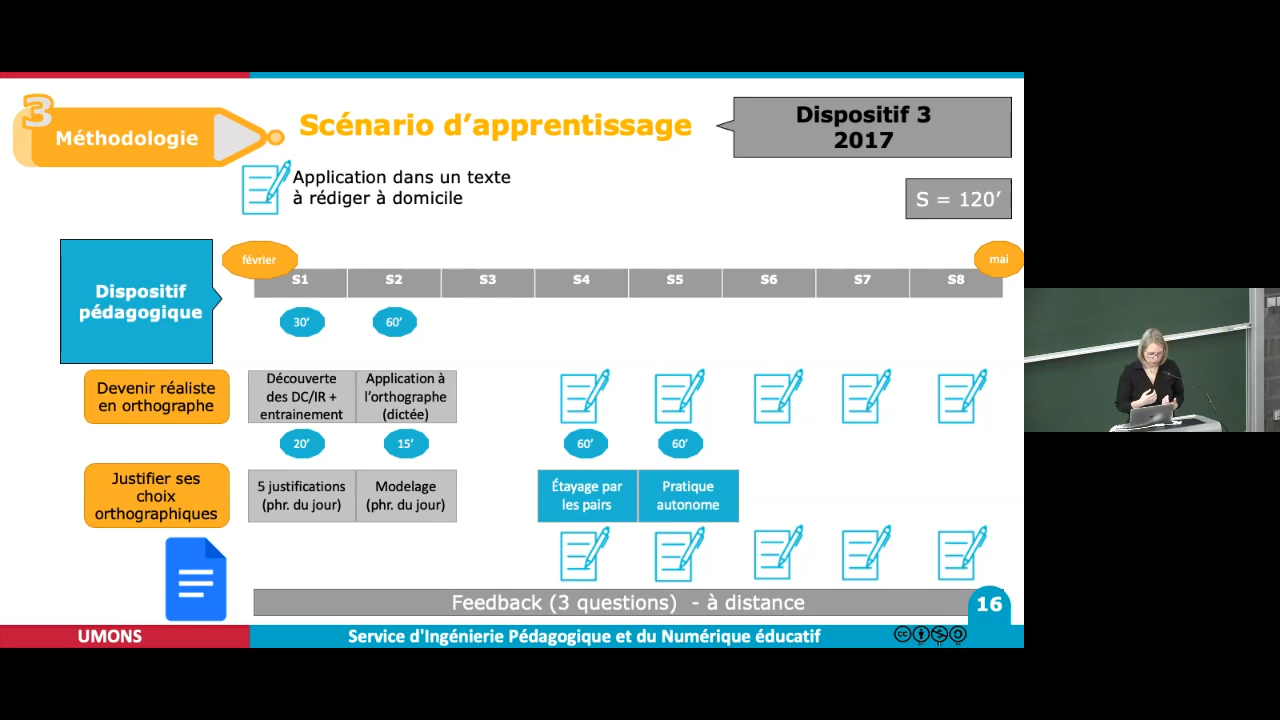 3
Méthodologie
Scénario d’apprentissage
Dispositif 3
2017
Application dans un texte
à rédiger à domicile
S = 120’
Dispositif
pédagogique
février
mai
S1 S2 S3 S4 S5 S6 S7 S8
30’ 60’
Devenir réaliste
en orthographe
Découverte
des DC/IR +
entrainement
Application à
l’orthographe
(dictée)
20’ 15’ 60’ 60’
Justifier ses
choix
orthographiques
5 justifications
(phr. du jour)
Modelage
(phr. du jour)
Étayage par
les pairs
Pratique
autonome
Feedback (3 questions) - à distance
16
UMONS
Service d'Ingénierie Pédagogique et du Numérique éducatif
cc